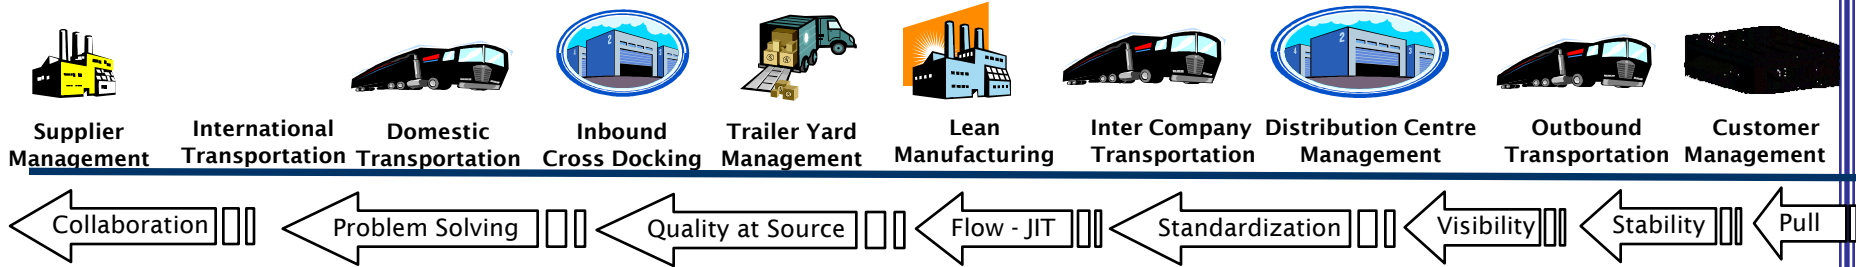 Supplier
Management
International
Transportation
Domestic
Transportation
Inbound
Cross Docking
Trailer Yard
Management
Lean
Manufacturing
Inter Company
Transportation
Distribution Centre
Management
Outbound
Transportation
Customer
Management
Collaboration
Problem Solving
Quality at Source
Flow - JIT
Standardization
Visibility
Stability
Pull